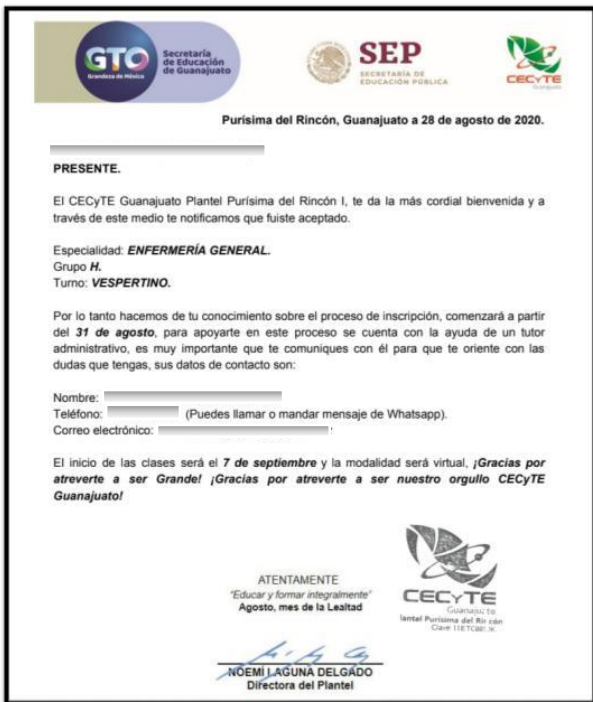 GTO
Grandeza de México
Secretaría
de Educación
de Guanajuato
SEP
SECRETARÍA DE
EDUCACIÓN PÚBLICA
CECyTE
Guanajuato
Purísima del Rincón, Guanajuato a 28 de agosto de 2020.
PRESENTE.
El CECyTE Guanajuato Plantel Purísima del Rincón I, te da la más cordial bienvenida y a
través de este medio te notificamos que fuiste aceptado.
Especialidad: ENFERMERÍA GENERAL.
Grupo H.
Turno: VESPERTINO.
Por lo tanto hacemos de tu conocimiento sobre el proceso de inscripción, comenzará a partir
del 31 de agosto, para apoyarte en este proceso se cuenta con la ayuda de un tutor
administrativo, es muy importante que te comuniques con él para que te oriente con las
dudas que tengas, sus datos de contacto son:
Nombre:
Teléfono: (Puedes llamar o mandar mensaje de Whatsapp).
Correo electrónico:
El inicio de las clases será el 7 de septiembre y la modalidad será virtual, ¡Gracias por
atreverte a ser Grande! ¡Gracias por atreverte a ser nuestro orgullo CECyTE
Guanajuato!
ATENTAMENTE
"Educar y formar integralmente"
Agosto, mes de la Lealtad
CECyTE
Guanajuato
lantel Purísima del Rincón
Clave
NOEMÍ LAGUNA DELGADO
Directora del Plantel